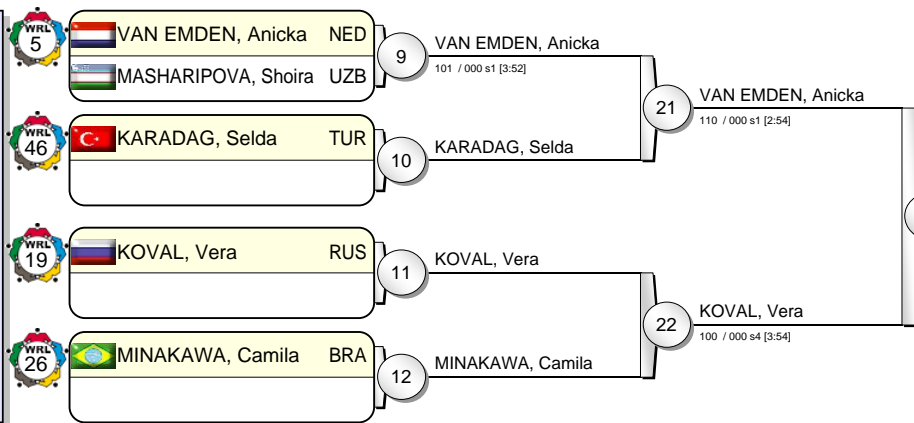 WRL
5
VAN EMDEN, Anicka NED
MASHARIPOVA, Shoira UZB
9
VAN EMDEN, Anicka
101 / 000 s1 [3:52]
WRL
46
KARADAG, Selda TUR
10
KARADAG, Selda
21
VAN EMDEN, Anicka
110 / 000 s1 [2:54]
WRL
19
KOVAL, Vera RUS
11
KOVAL, Vera
WRL
26
MINAKAWA, Camila BRA
12
MINAKAWA, Camila
22
KOVAL, Vera
100 / 000 s4 [3:54]